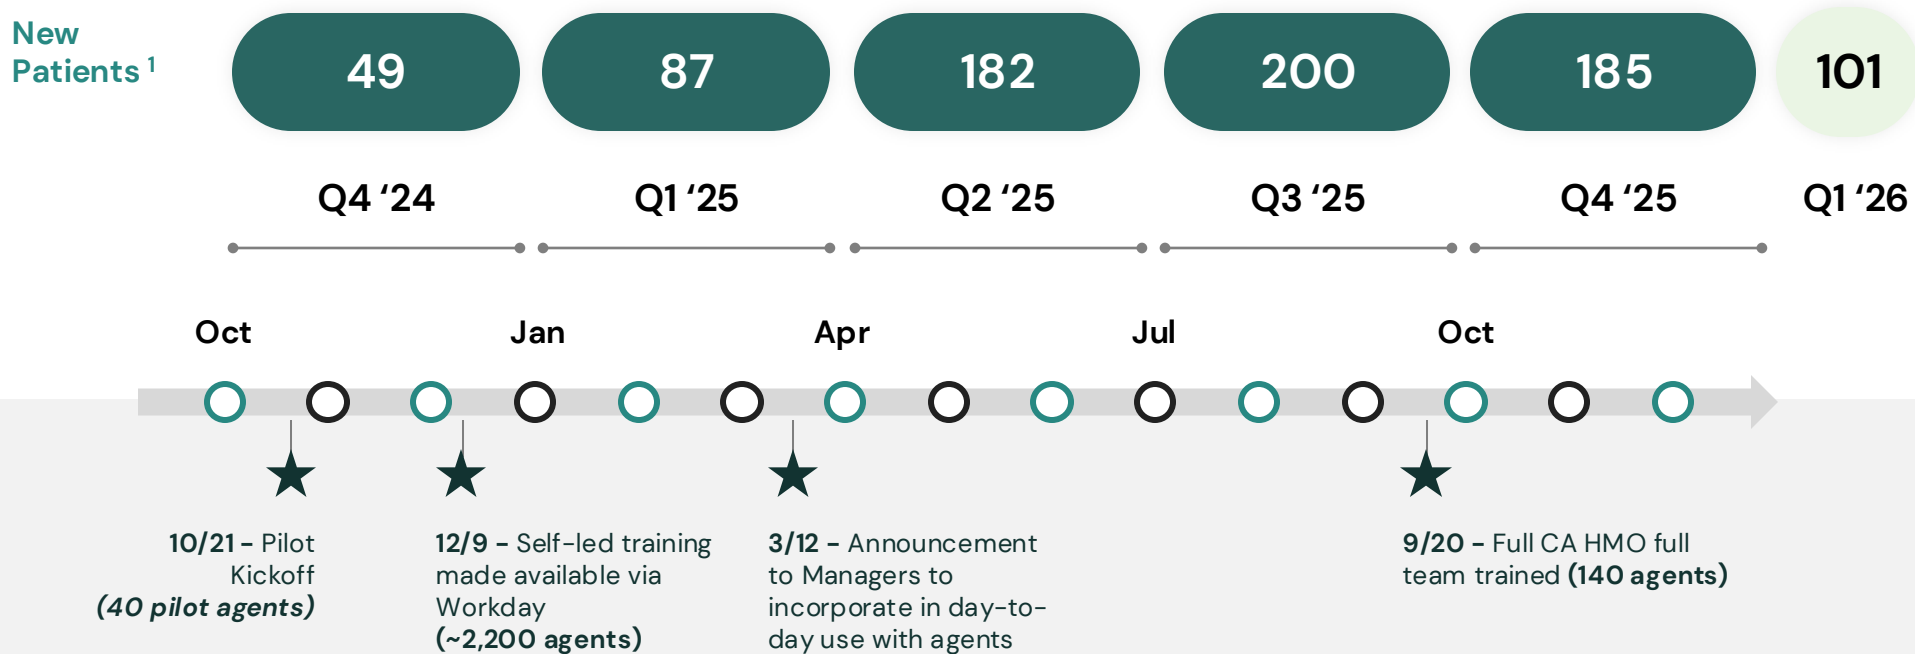 New
Patients ¹
49
87
182
200
185
101
Q4 ‘24
Q1 ‘25
Q2 ‘25
Q3 ‘25
Q4 ‘25
Q1 ‘26
Oct
Jan
Apr
Jul
Oct
10/21 – Pilot
Kickoff
(40 pilot agents)
12/9 – Self-led training
made available via
Workday
(~2,200 agents)
3/12 – Announcement
to Managers to
incorporate in day-to-
day use with agents
9/20 – Full CA HMO full
team trained (140 agents)